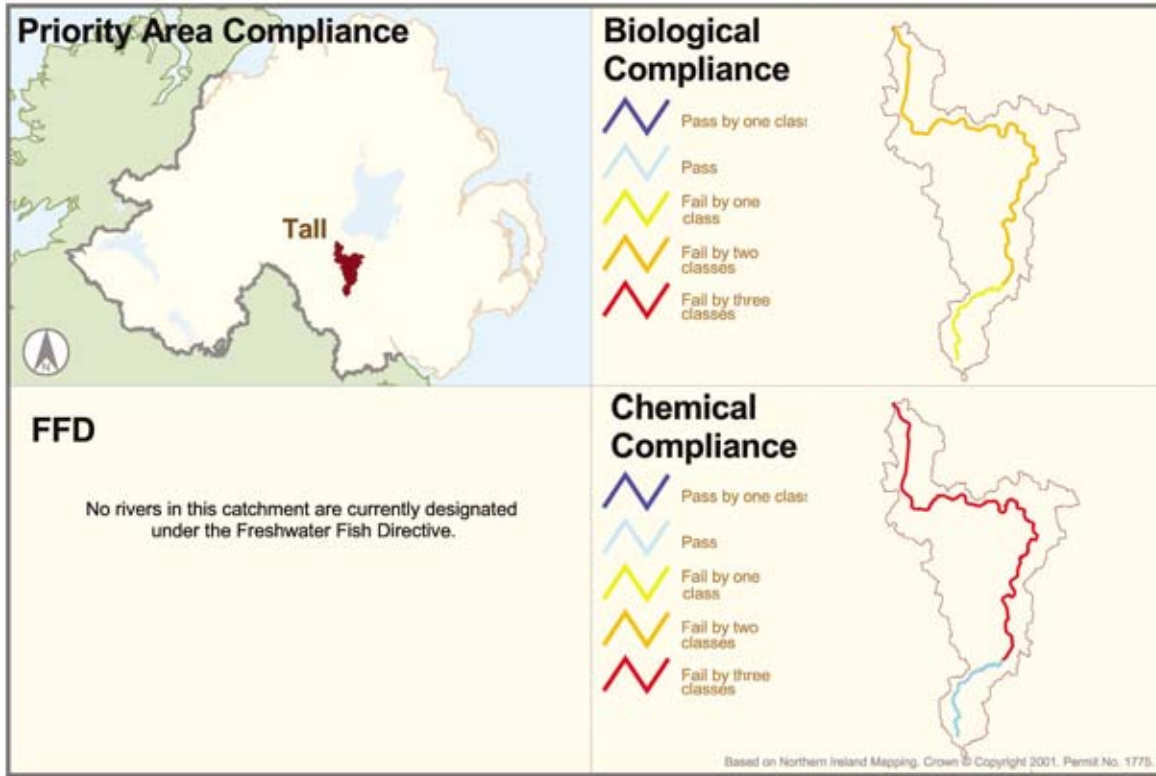 Priority Area Compliance
Tall
N
Biological
Compliance
Pass by one clas
Pass
Fail by one
class
Fail by two
classes
Fail by three
classes
FFD
No rivers in this catchment are currently designated
under the Freshwater Fish Directive.
Chemical
Compliance
Pass by one clas
Pass
Fail by one
class
Fail by two
classes
Fail by three
classes
Based on Northern Ireland Mapping. Crown © Copyright 2001. Permit No. 1775.